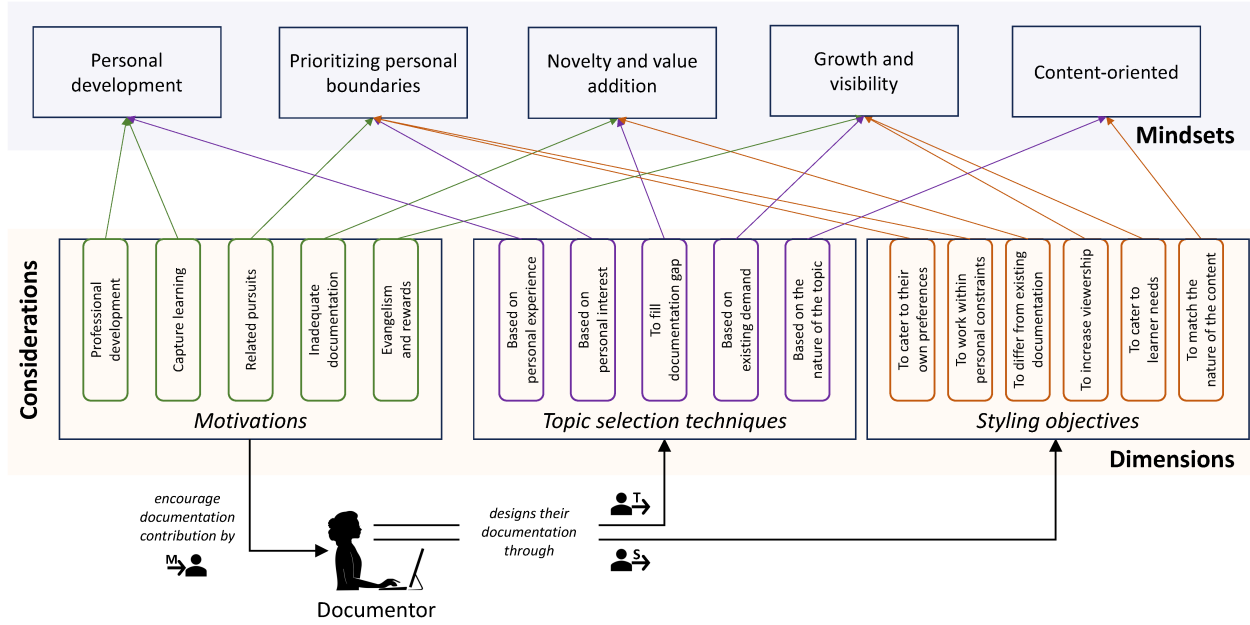 Personal
development
Prioritizing personal
boundaries
Novelty and value
addition
Growth and
visibility
Content-oriented
Mindsets
Considerations
Professional
development
Capture learning
Related pursuits
Inadequate
documentation
Evangelism
and rewards
Motivations
Based on
personal experience
Based on
personal interest
To fill
documentation gap
Based on
existing demand
Based on the
nature of the topic
Topic selection techniques
To cater to their
own preferences
To work within
personal constraints
To differ from existing
documentation
To increase viewership
To cater to
learner needs
To match the
nature of the content
Styling objectives
Dimensions
encourage
documentation
contribution by
M
designs their
documentation
through
T
S
Documentor